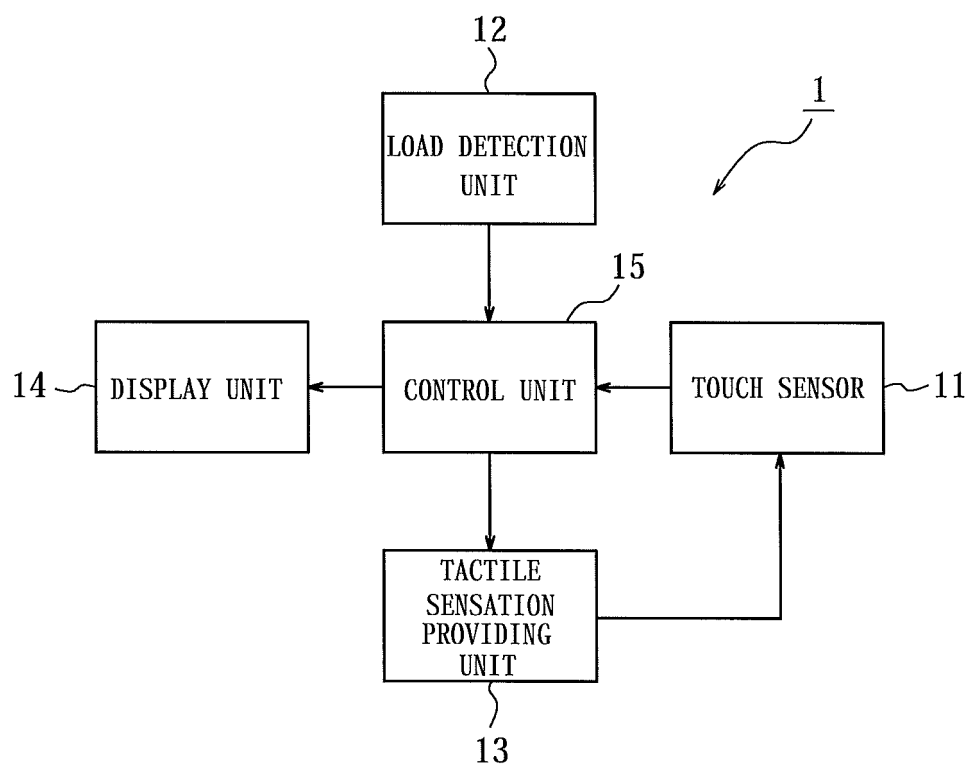 12
1
LOAD DETECTION
UNIT
15
14
DISPLAY UNIT
CONTROL UNIT
TOUCH SENSOR
11
TACTILE
SENSATION
PROVIDING
UNIT
13